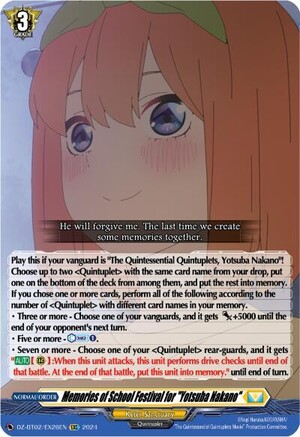 3
GRADE
He will forgive me. The last time we create
some memories together.
Play this if your vanguard is "The Quintessential Quintuplets, Yotsuba Nakano"!
Choose up to two <Quintuplet> with the same card name from your drop, put
one on the bottom of the deck from among them, and put the rest into memory.
If you chose one or more cards, perform all of the following according to the
number of <Quintuplet> with different card names in your memory.
・Three or more - Choose one of your vanguards, and it gets +5000 until the
end of your opponent's next turn.
・Five or more -
・Seven or more - Choose one of your <Quintuplet> rear-guards, and it gets
"AUTO :When this unit attacks, this unit performs drive checks until end of
that battle. At the end of that battle, put this unit into memory." until end of turn.
NORMAL ORDER
Memories of School Festival for "Yotsuba Nakano"
Keter Sanctuary
Quintuplet
DZ-BT02/EX28EN 2024